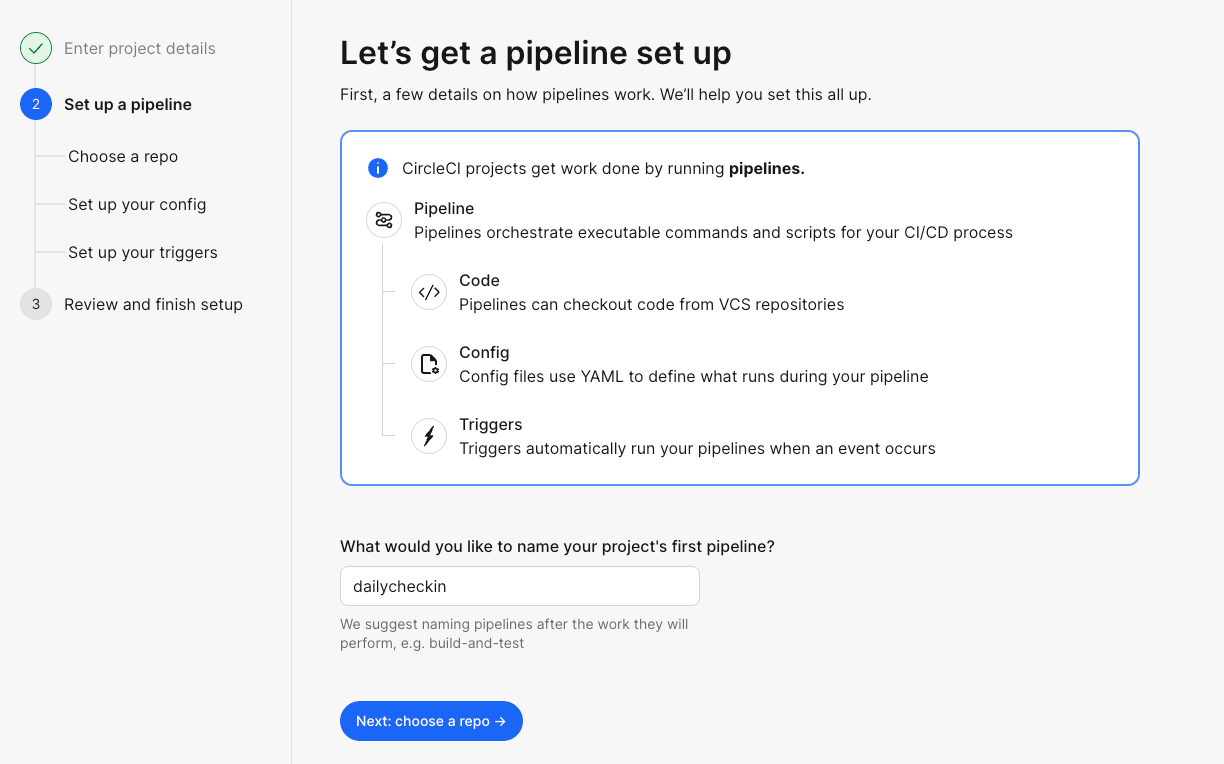 Enter project details
2
Set up a pipeline
Choose a repo
Set up your config
Set up your triggers
3
Review and finish setup
Let’s get a pipeline set up
First, a few details on how pipelines work. We’ll help you set this all up.
CircleCI projects get work done by running pipelines.
Pipeline
Pipelines orchestrate executable commands and scripts for your CI/CD process
Code
Pipelines can checkout code from VCS repositories
Config
Config files use YAML to define what runs during your pipeline
Triggers
Triggers automatically run your pipelines when an event occurs
What would you like to name your project's first pipeline?
dailycheckin
We suggest naming pipelines after the work they will
perform, e.g. build-and-test
Next: choose a repo →